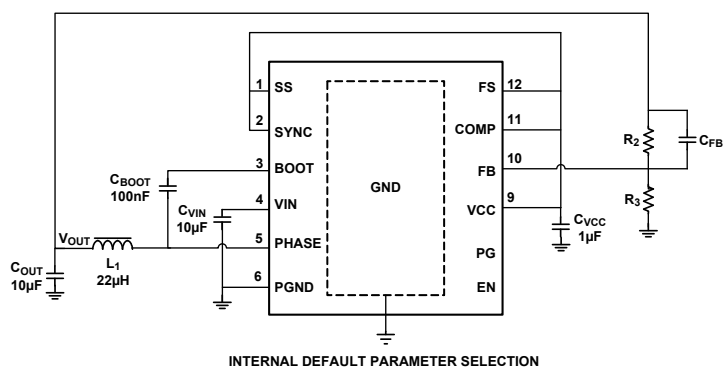 1 SS
2 SYNC
3 BOOT
4 VIN
5 PHASE
6 PGND
GND
FS 12
COMP 11
FB 10
VCC 9
PG
EN
CBOOT
100nF
CVIN
10µF
VOUT
L1
22µH
COUT
10µF
R2
CFB
R3
CVCC
1µF
INTERNAL DEFAULT PARAMETER SELECTION